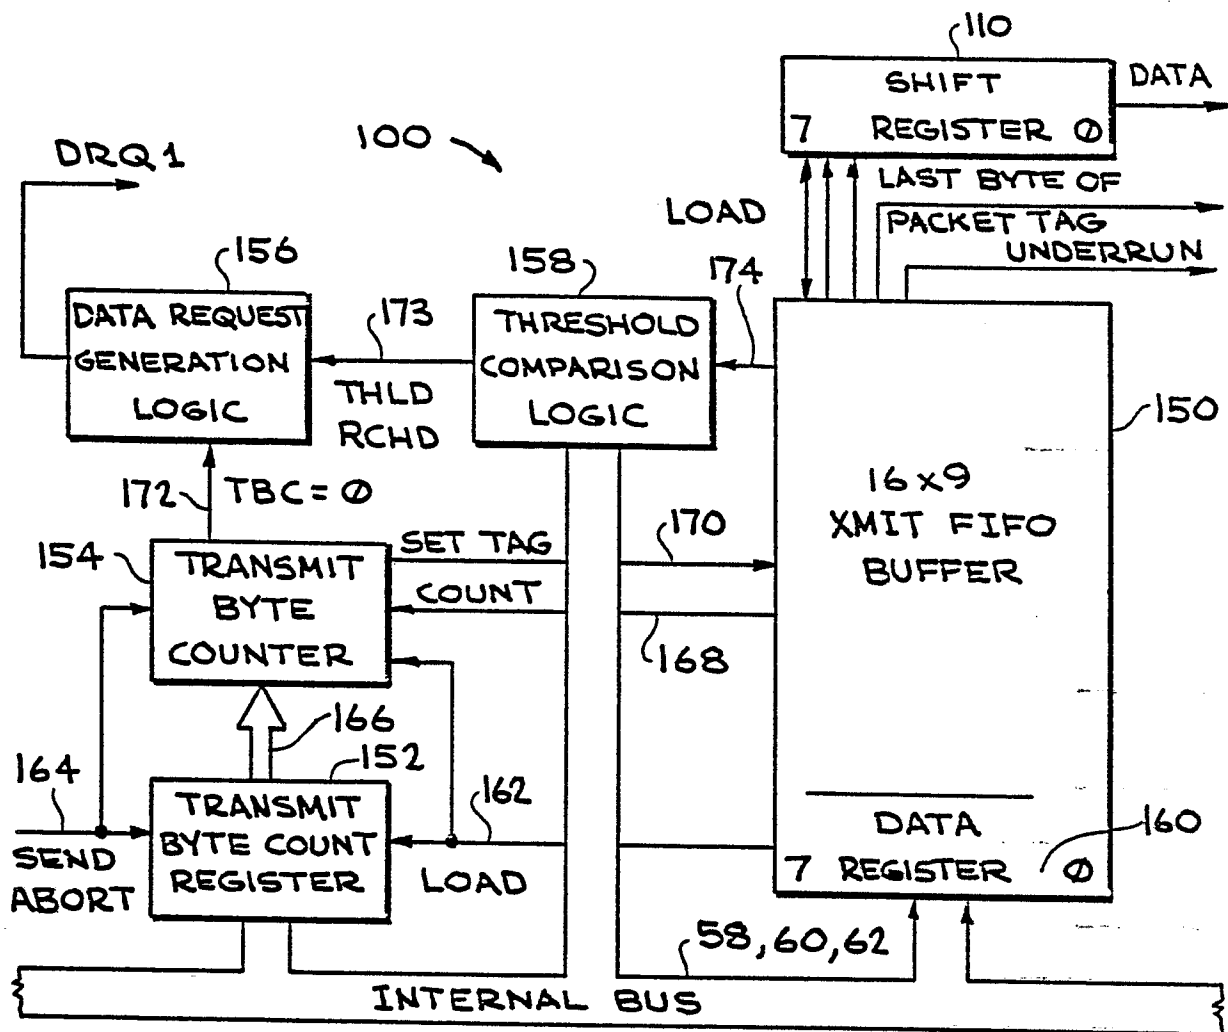 110
SHIFT
7 REGISTER 0
DATA
DRQ1
100
LOAD
LAST BYTE OF
PACKET TAG
UNDERRUN
156
DATA REQUEST
GENERATION
LOGIC
173
THLD
RCHD
158
THRESHOLD
COMPARISON
LOGIC
174
150
16x9
XMIT FIFO
BUFFER
172
TBC = 0
154
TRANSMIT
BYTE
COUNTER
SET TAG
COUNT
170
168
166
164
SEND
ABORT
152
TRANSMIT
BYTE COUNT
REGISTER
162
LOAD
DATA
7 REGISTER 0
160
58, 60, 62
INTERNAL BUS